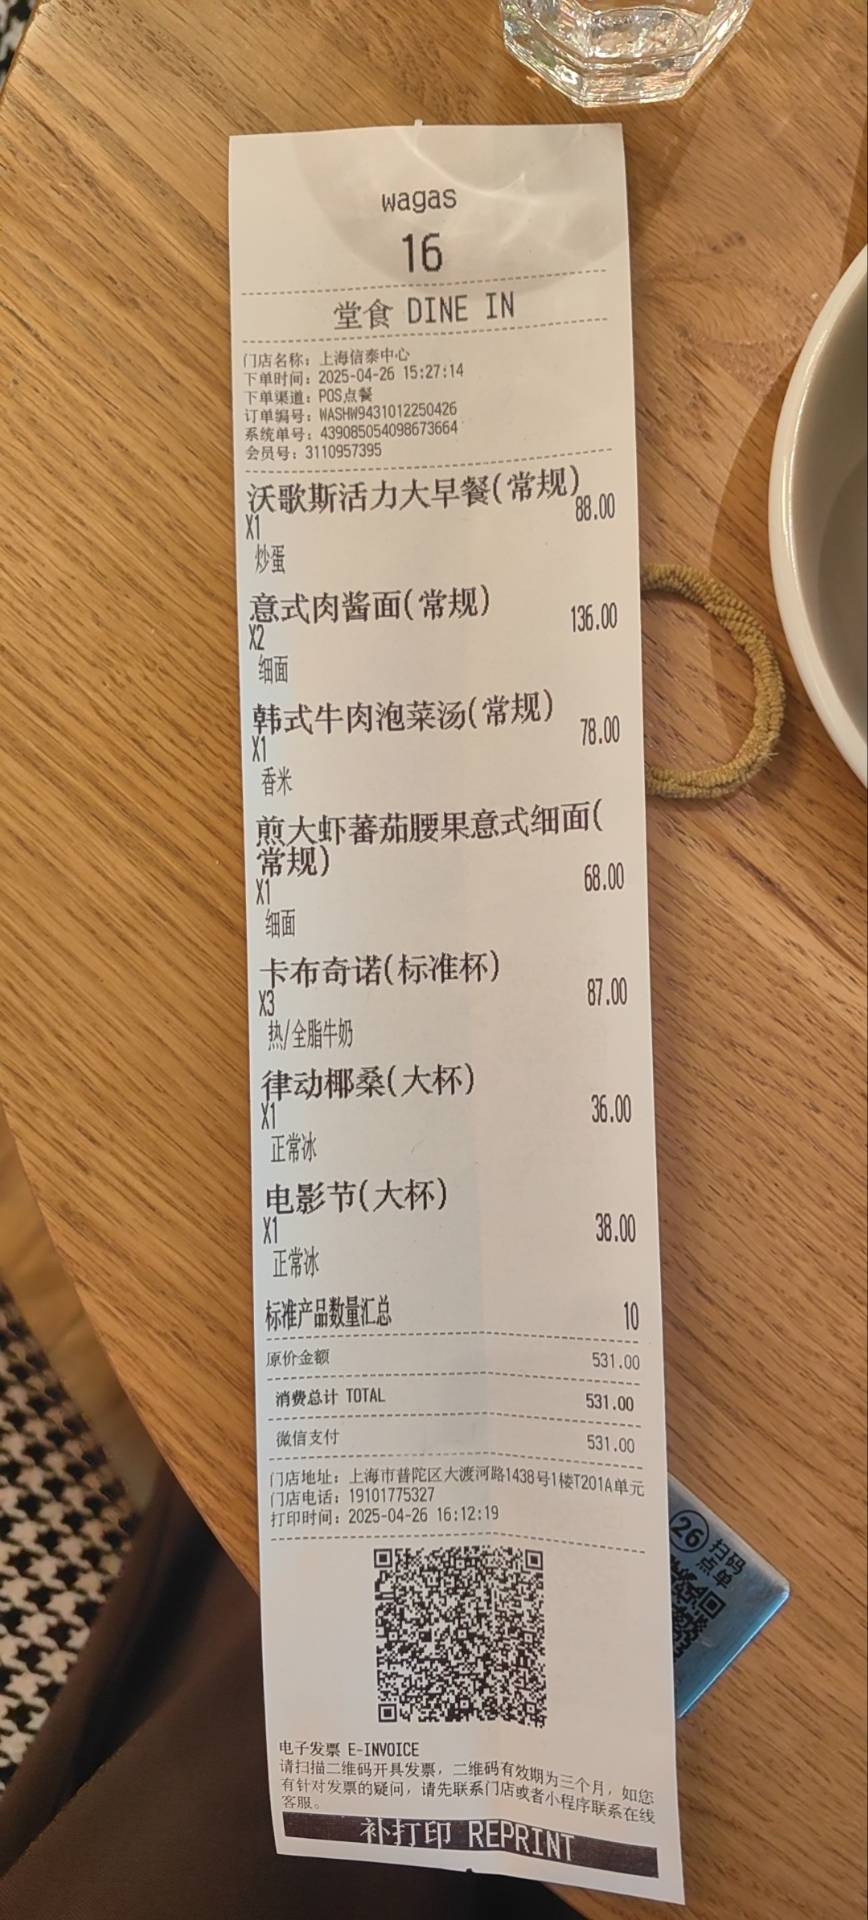 wagas
16
堂食 DINE IN
门店名称: 上海信泰中心
下单时间: 2025-04-26 15:27:14
下单渠道: POS点餐
订单编号: WASHW9431012250426
系统单号: 439085054098673664
会员号: 3110957395
沃歌斯活力大早餐(常规)
X1 88.00
炒蛋
意式肉酱面(常规)
X2 136.00
细面
韩式牛肉泡菜汤(常规)
X1 78.00
香米
煎大虾蕃茄腰果意式细面(
常规)
X1 68.00
细面
卡布奇诺(标准杯)
X3 87.00
热/全脂牛奶
律动椰桑(大杯)
X1 36.00
正常冰
电影节(大杯)
X1 38.00
正常冰
标准产品数量汇总 10
原价金额 531.00
消费总计 TOTAL 531.00
微信支付 531.00
门店地址: 上海市普陀区大渡河路1438号1楼T201A单元
门店电话: 19101775327
打印时间: 2025-04-26 16:12:19
26 扫码
点单
电子发票 E-INVOICE
请扫描二维码开具发票，二维码有效期为三个月，如您
有针对发票的疑问，请先联系门店或者小程序联系在线
客服。
补打印 REPRINT